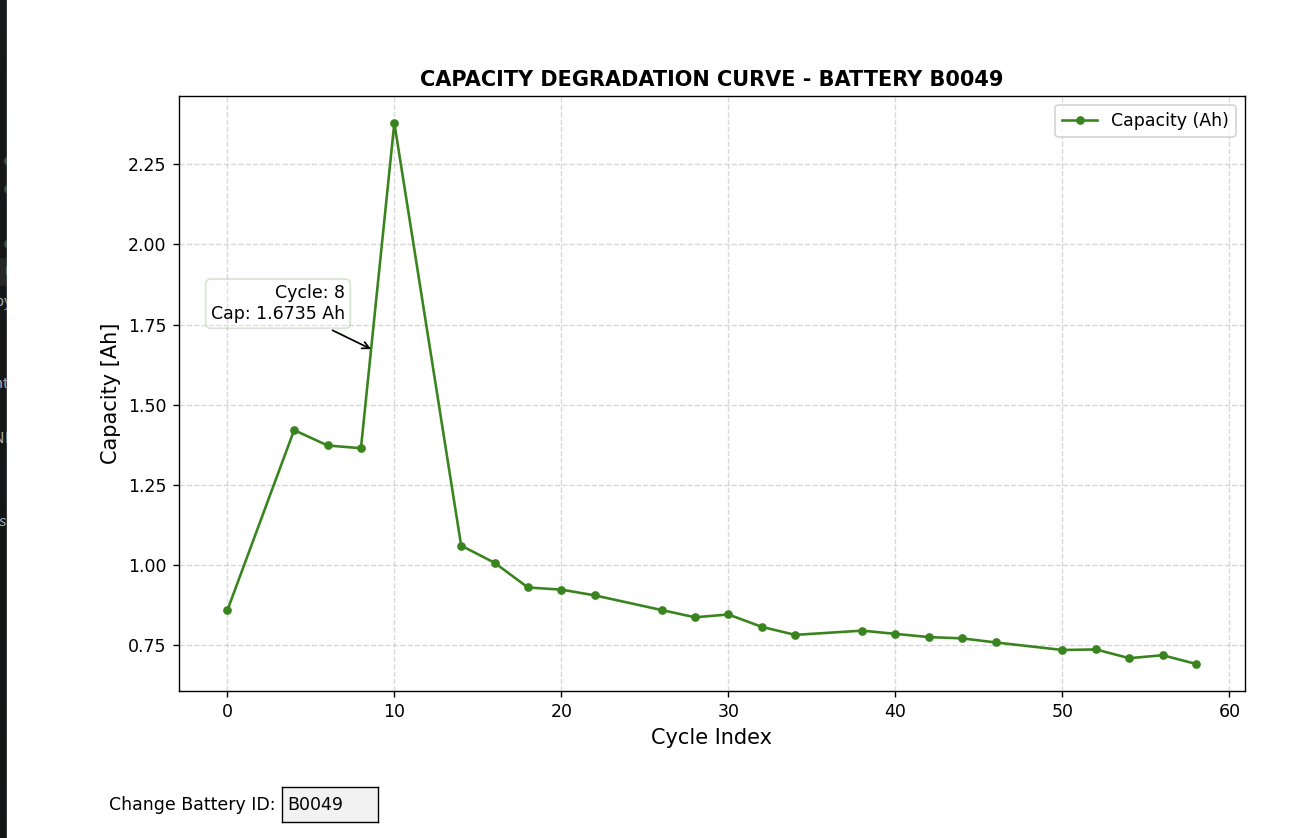 CAPACITY DEGRADATION CURVE - BATTERY B0049
Capacity (Ah)
2.25
2.00
1.75
1.50
1.25
1.00
0.75
Capacity [Ah]
Cycle: 8
Cap: 1.6735 Ah
0 10 20 30 40 50 60
Cycle Index
Change Battery ID: B0049